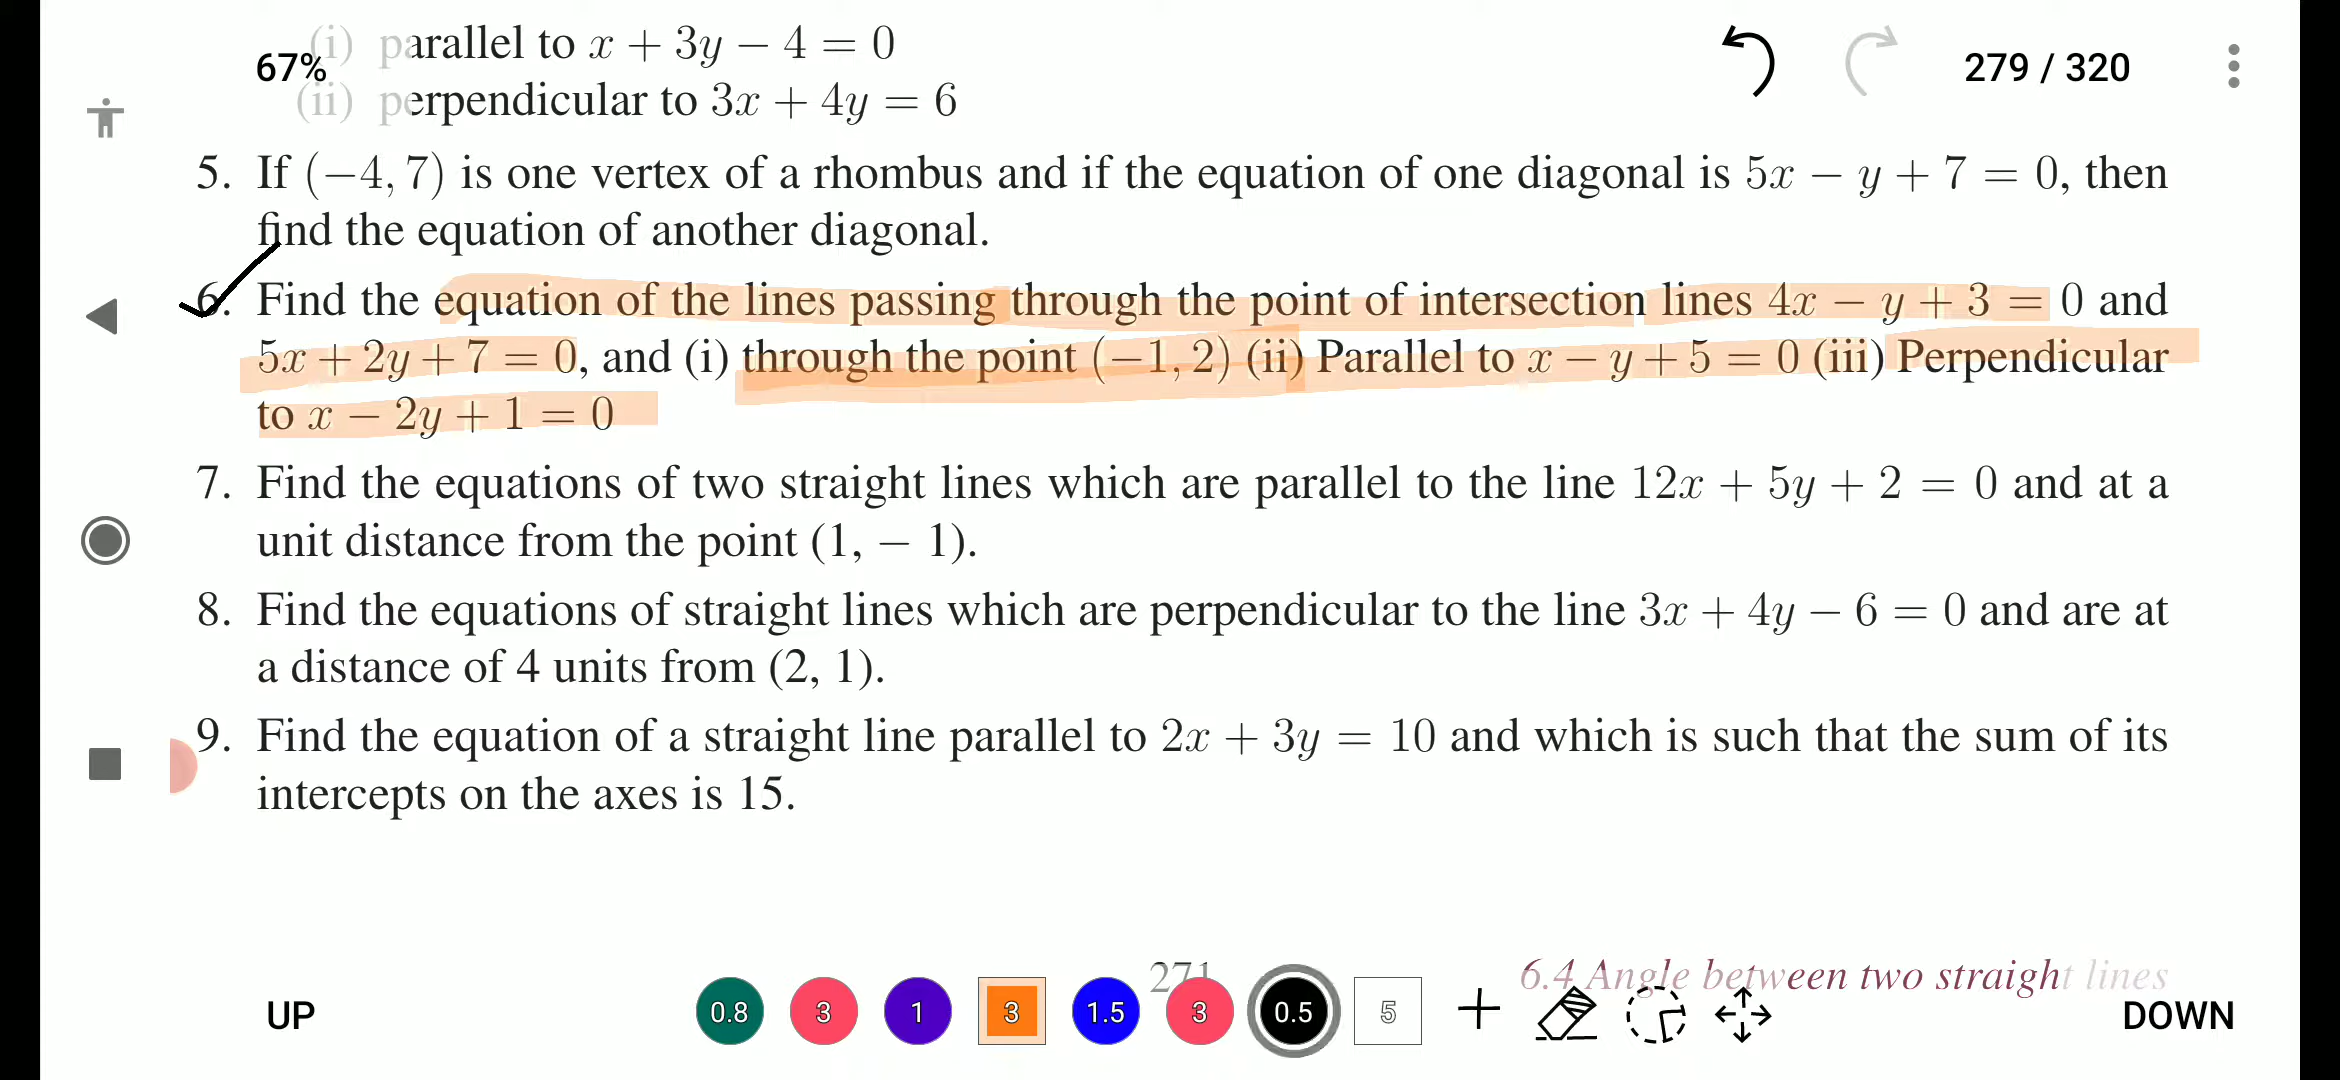 (i) parallel to x + 3y − 4 = 0
67%
279 / 320
(ii) perpendicular to 3x + 4y = 6
5. If (−4, 7) is one vertex of a rhombus and if the equation of one diagonal is 5x − y + 7 = 0, then
find the equation of another diagonal.
6. Find the equation of the lines passing through the point of intersection lines 4x − y + 3 = 0 and
5x + 2y + 7 = 0, and (i) through the point (−1, 2) (ii) Parallel to x − y + 5 = 0 (iii) Perpendicular
to x − 2y + 1 = 0
7. Find the equations of two straight lines which are parallel to the line 12x + 5y + 2 = 0 and at a
unit distance from the point (1, − 1).
8. Find the equations of straight lines which are perpendicular to the line 3x + 4y − 6 = 0 and are at
a distance of 4 units from (2, 1).
9. Find the equation of a straight line parallel to 2x + 3y = 10 and which is such that the sum of its
intercepts on the axes is 15.
271
6.4 Angle between two straight lines
UP
0.8 3 1 3 1.5 3 0.5 5
DOWN